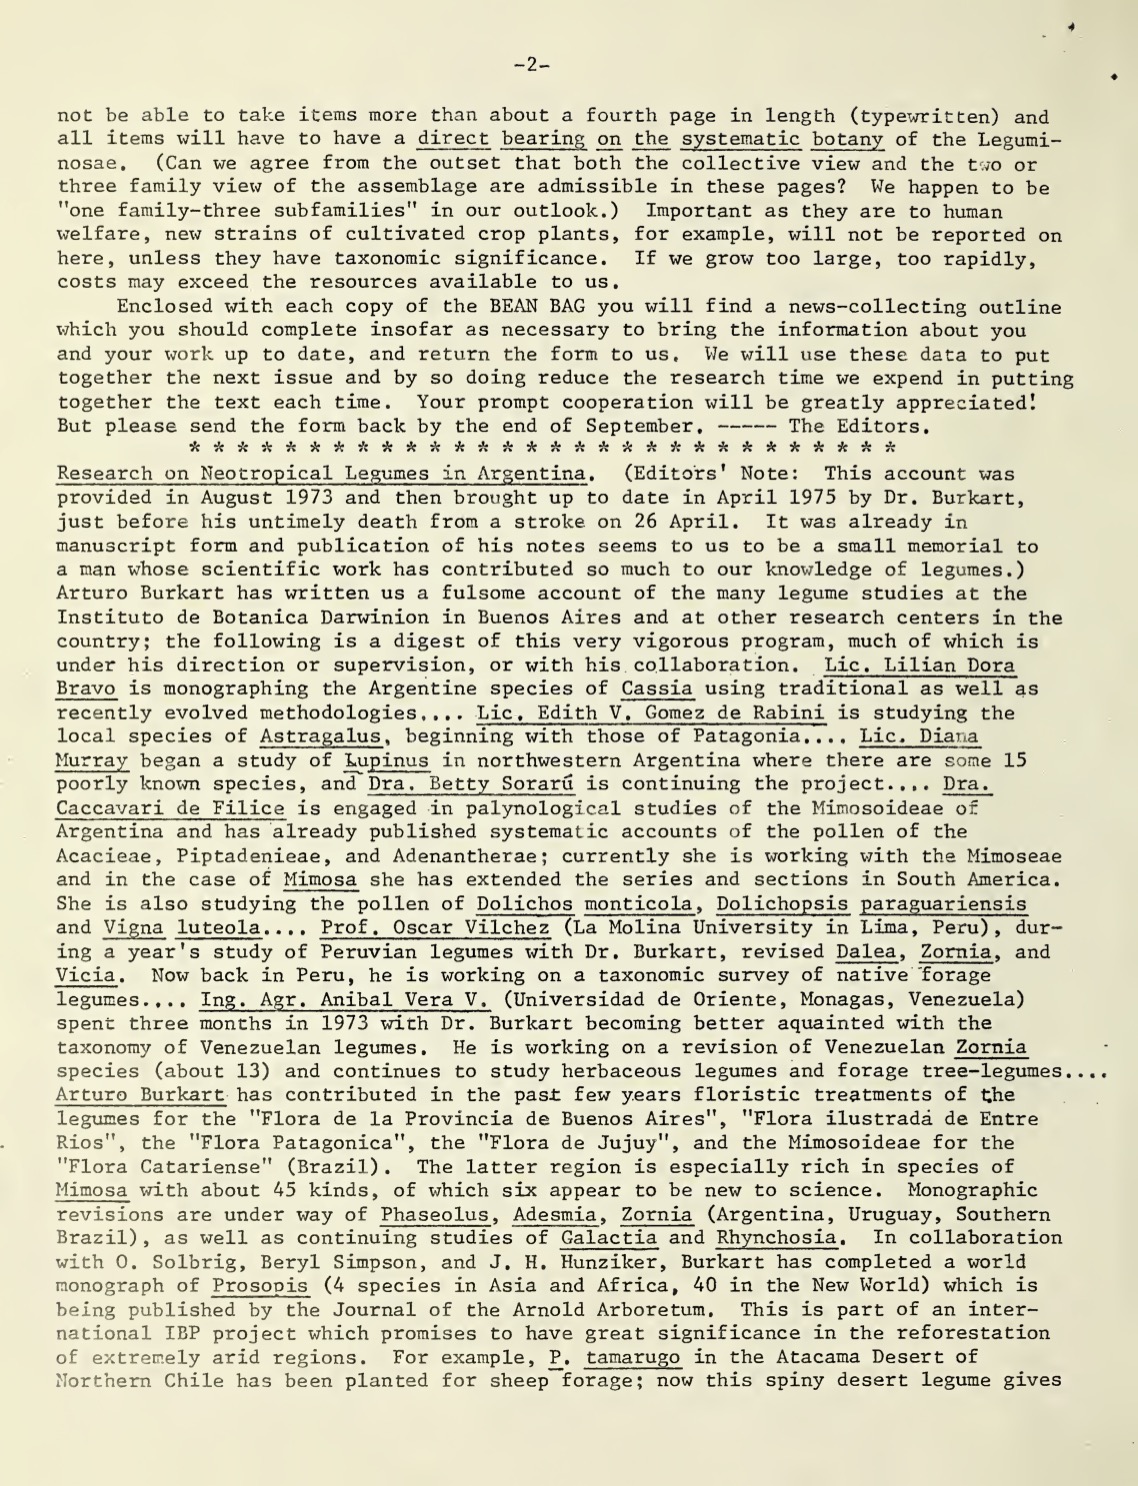 -2-
not be able to take items more than about a fourth page in length (typewritten) and
all items will have to have a direct bearing on the systematic botany of the Legumi-
nosae. (Can we agree from the outset that both the collective view and the two or
three family view of the assemblage are admissible in these pages? We happen to be
"one family-three subfamilies" in our outlook.) Important as they are to human
welfare, new strains of cultivated crop plants, for example, will not be reported on
here, unless they have taxonomic significance. If we grow too large, too rapidly,
costs may exceed the resources available to us.
Enclosed with each copy of the BEAN BAG you will find a news-collecting outline
which you should complete insofar as necessary to bring the information about you
and your work up to date, and return the form to us. We will use these data to put
together the next issue and by so doing reduce the research time we expend in putting
together the text each time. Your prompt cooperation will be greatly appreciated!
But please send the form back by the end of September. ----- The Editors.
* * * * * * * * * * * * * * * * * * * * * * * * * * * * * *
Research on Neotropical Legumes in Argentina. (Editors' Note: This account was
provided in August 1973 and then brought up to date in April 1975 by Dr. Burkart,
just before his untimely death from a stroke on 26 April. It was already in
manuscript form and publication of his notes seems to us to be a small memorial to
a man whose scientific work has contributed so much to our knowledge of legumes.)
Arturo Burkart has written us a fulsome account of the many legume studies at the
Instituto de Botanica Darwinion in Buenos Aires and at other research centers in the
country; the following is a digest of this very vigorous program, much of which is
under his direction or supervision, or with his collaboration. Lic. Lilian Dora
Bravo is monographing the Argentine species of Cassia using traditional as well as
recently evolved methodologies.... Lic. Edith V. Gomez de Rabini is studying the
local species of Astragalus, beginning with those of Patagonia.... Lic. Diana
Murray began a study of Lupinus in northwestern Argentina where there are some 15
poorly known species, and Dra. Betty Sorarú is continuing the project.... Dra.
Caccavari de Filice is engaged in palynological studies of the Mimosoideae of
Argentina and has already published systematic accounts of the pollen of the
Acacieae, Piptadenieae, and Adenantherae; currently she is working with the Mimoseae
and in the case of Mimosa she has extended the series and sections in South America.
She is also studying the pollen of Dolichos monticola, Dolichopsis paraguariensis
and Vigna luteola.... Prof. Oscar Vilchez (La Molina University in Lima, Peru), dur-
ing a year's study of Peruvian legumes with Dr. Burkart, revised Dalea, Zornia, and
Vicia. Now back in Peru, he is working on a taxonomic survey of native forage
legumes.... Ing. Agr. Anibal Vera V. (Universidad de Oriente, Monagas, Venezuela)
spent three months in 1973 with Dr. Burkart becoming better aquainted with the
taxonomy of Venezuelan legumes. He is working on a revision of Venezuelan Zornia
species (about 13) and continues to study herbaceous legumes and forage tree-legumes....
Arturo Burkart has contributed in the past few years floristic treatments of the
legumes for the "Flora de la Provincia de Buenos Aires", "Flora ilustrada de Entre
Rios", the "Flora Patagonica", the "Flora de Jujuy", and the Mimosoideae for the
"Flora Catariense" (Brazil). The latter region is especially rich in species of
Mimosa with about 45 kinds, of which six appear to be new to science. Monographic
revisions are under way of Phaseolus, Adesmia, Zornia (Argentina, Uruguay, Southern
Brazil), as well as continuing studies of Galactia and Rhynchosia. In collaboration
with O. Solbrig, Beryl Simpson, and J. H. Hunziker, Burkart has completed a world
monograph of Prosopis (4 species in Asia and Africa, 40 in the New World) which is
being published by the Journal of the Arnold Arboretum. This is part of an inter-
national IBP project which promises to have great significance in the reforestation
of extremely arid regions. For example, P. tamarugo in the Atacama Desert of
Northern Chile has been planted for sheep forage; now this spiny desert legume gives